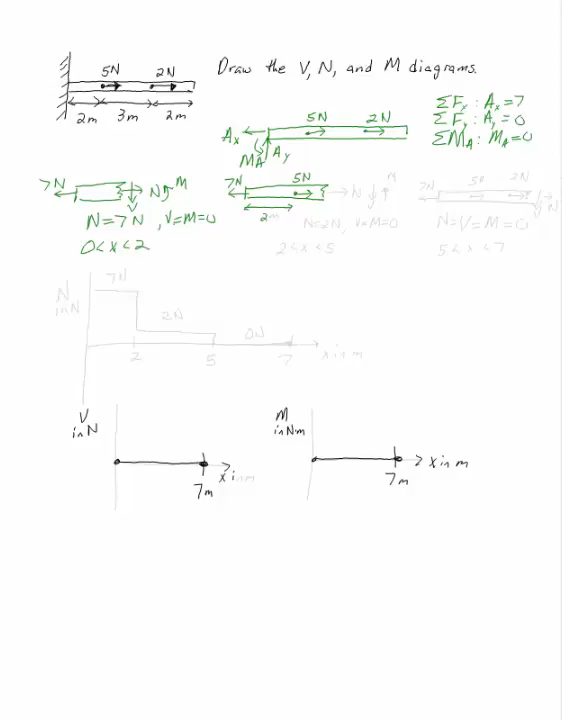 5N 2N
2m 3m 2m
Draw the V, N, and M diagrams.
Ax MA Ay 5N 2N
ΣFx: Ax=7
ΣFy: Ay=0
ΣMA: MA=0
7N N M V
N=7N, V=M=0
0<x<2
7N 5N N M
2m
N=2N, V=M=0
2<x<5
7N 5N 2N N
N=V=M=0
5<x<7
N
in N
7N
2N
0N
2 5 7 x in m
V
in N
7m
x in m
M
in Nm
7m
x in m